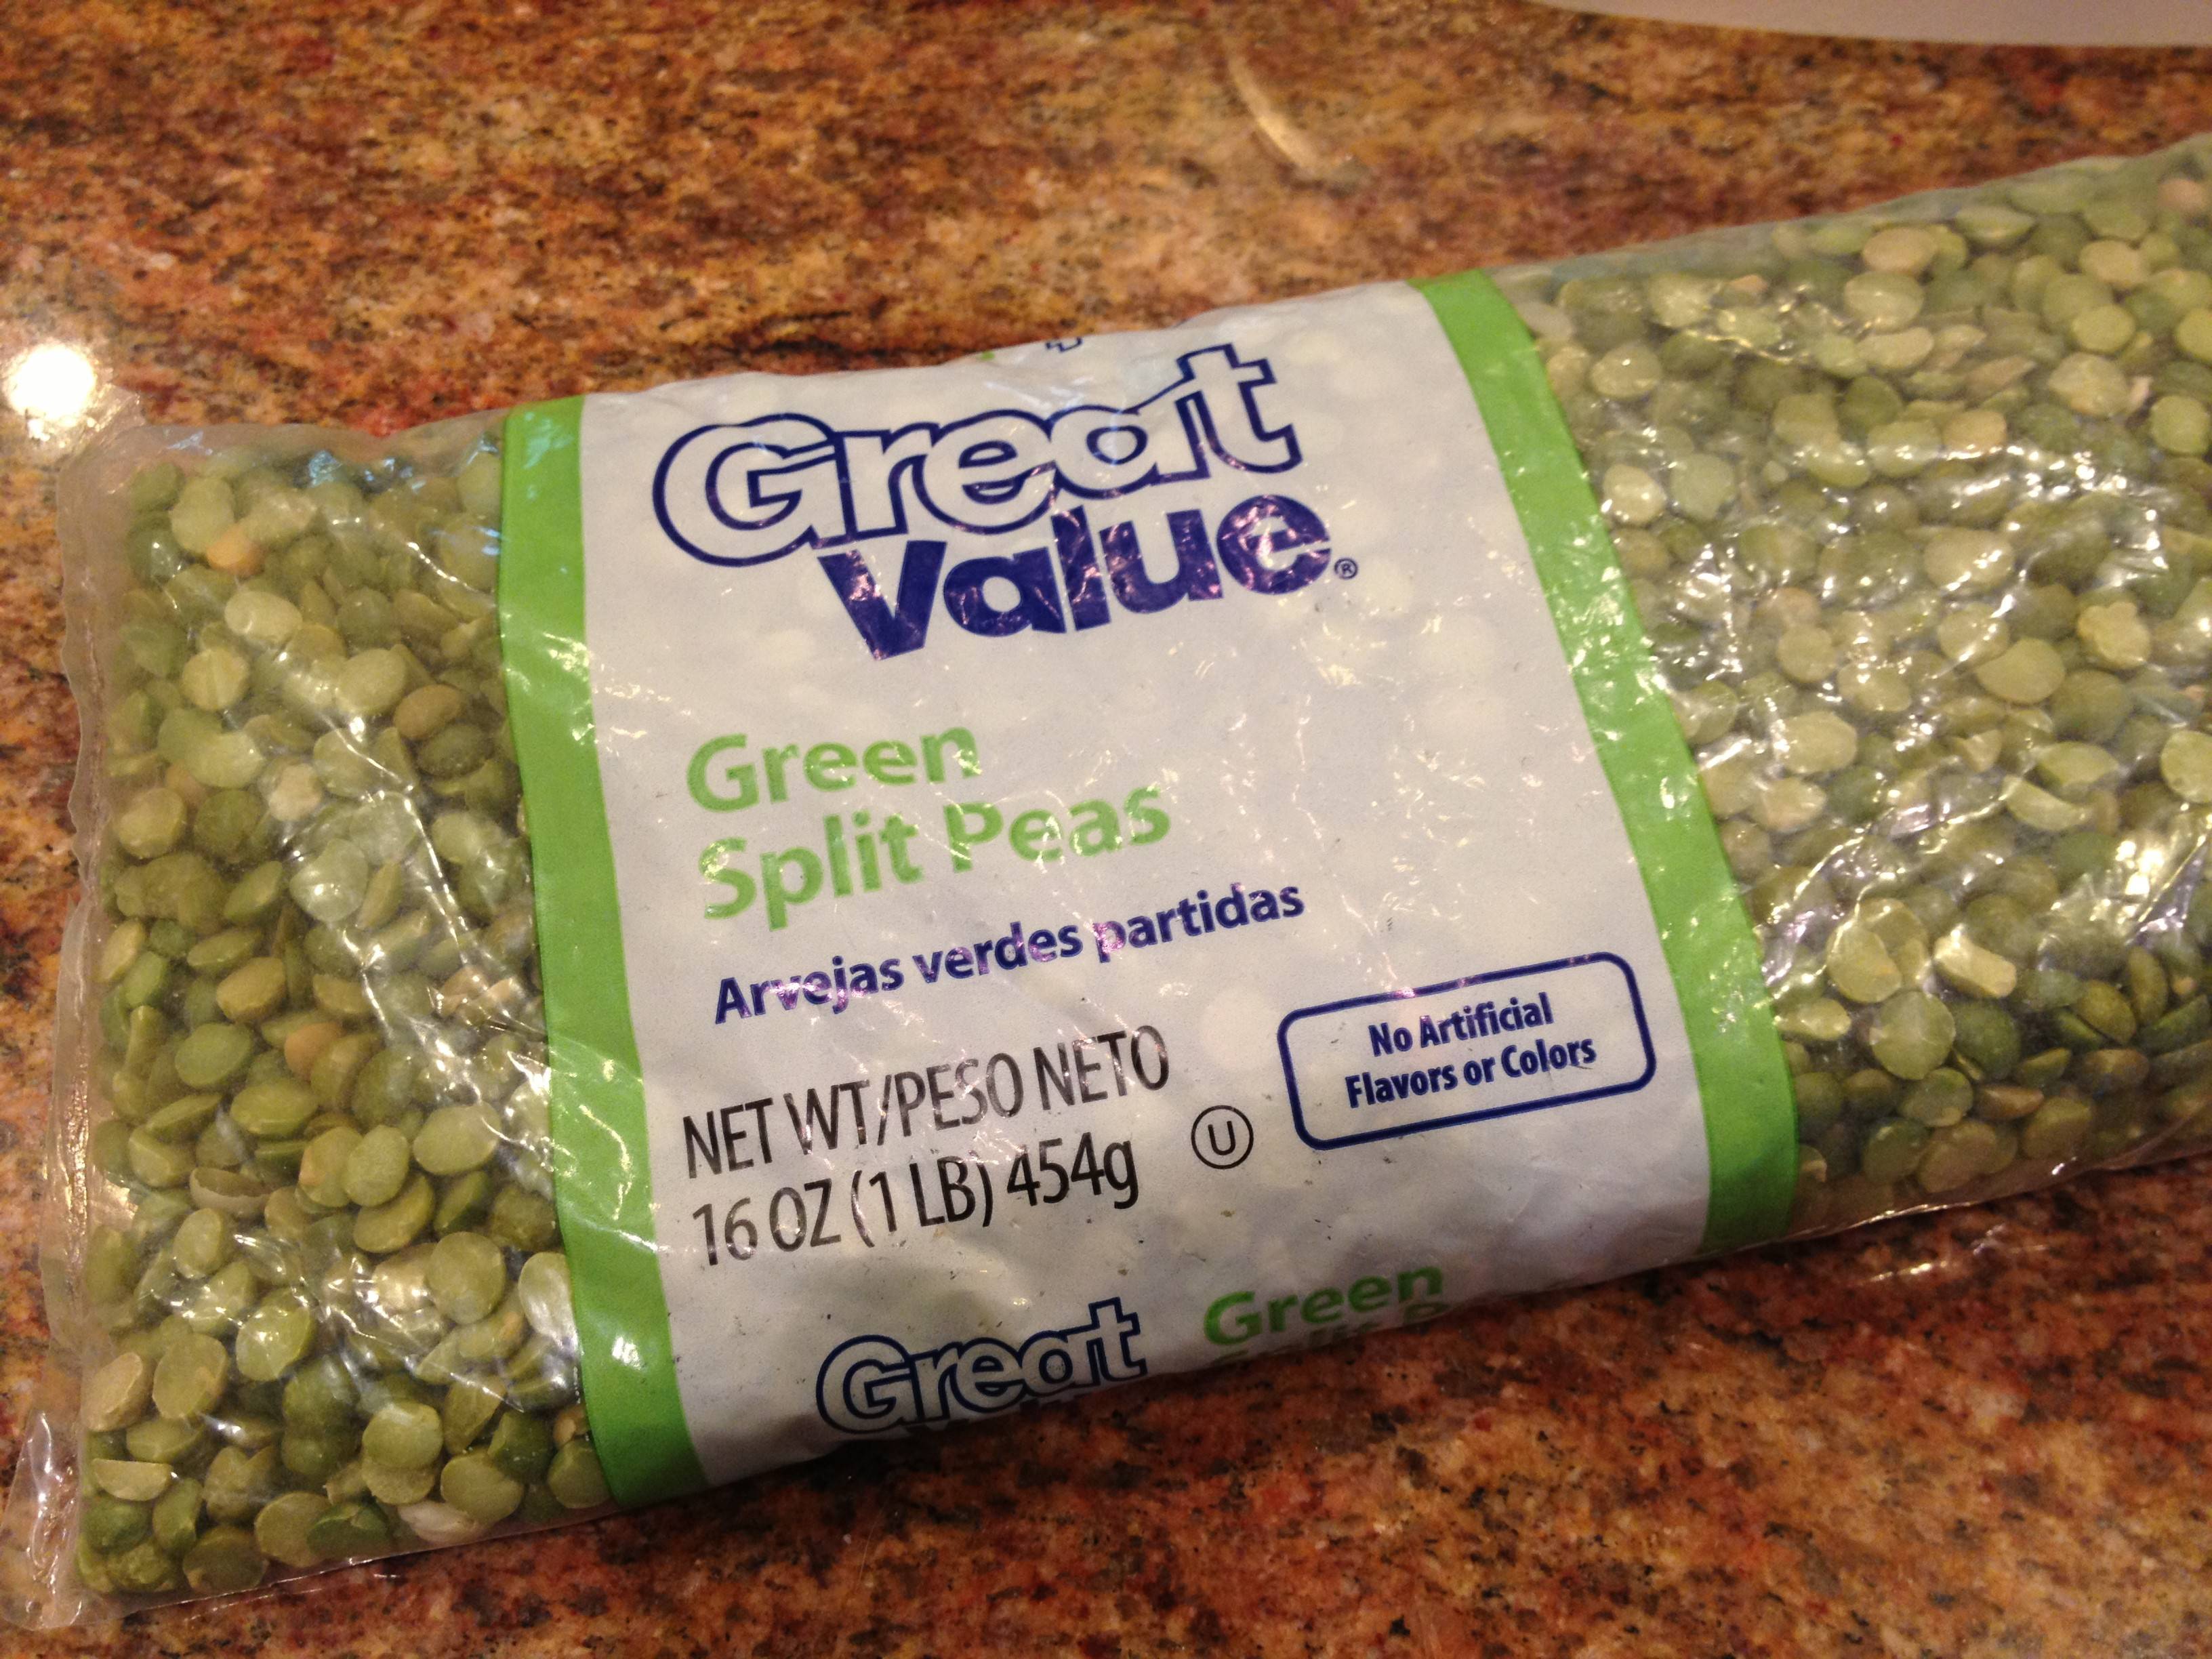 Great
Value®
Green
Split Peas
Arvejas verdes partidas
NET WT/PESO NETO
16 OZ (1 LB) 454g
U
No Artificial
Flavors or Colors
Great
Green